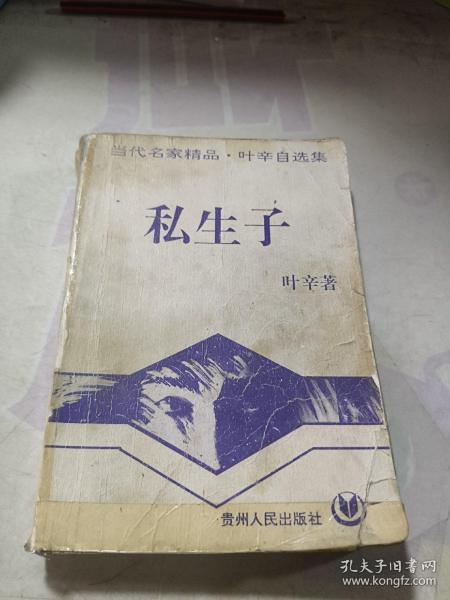 当代名家精品·叶辛自选集
私生子
叶辛著
贵州人民出版社
孔夫子旧书网
www.kongfz.com